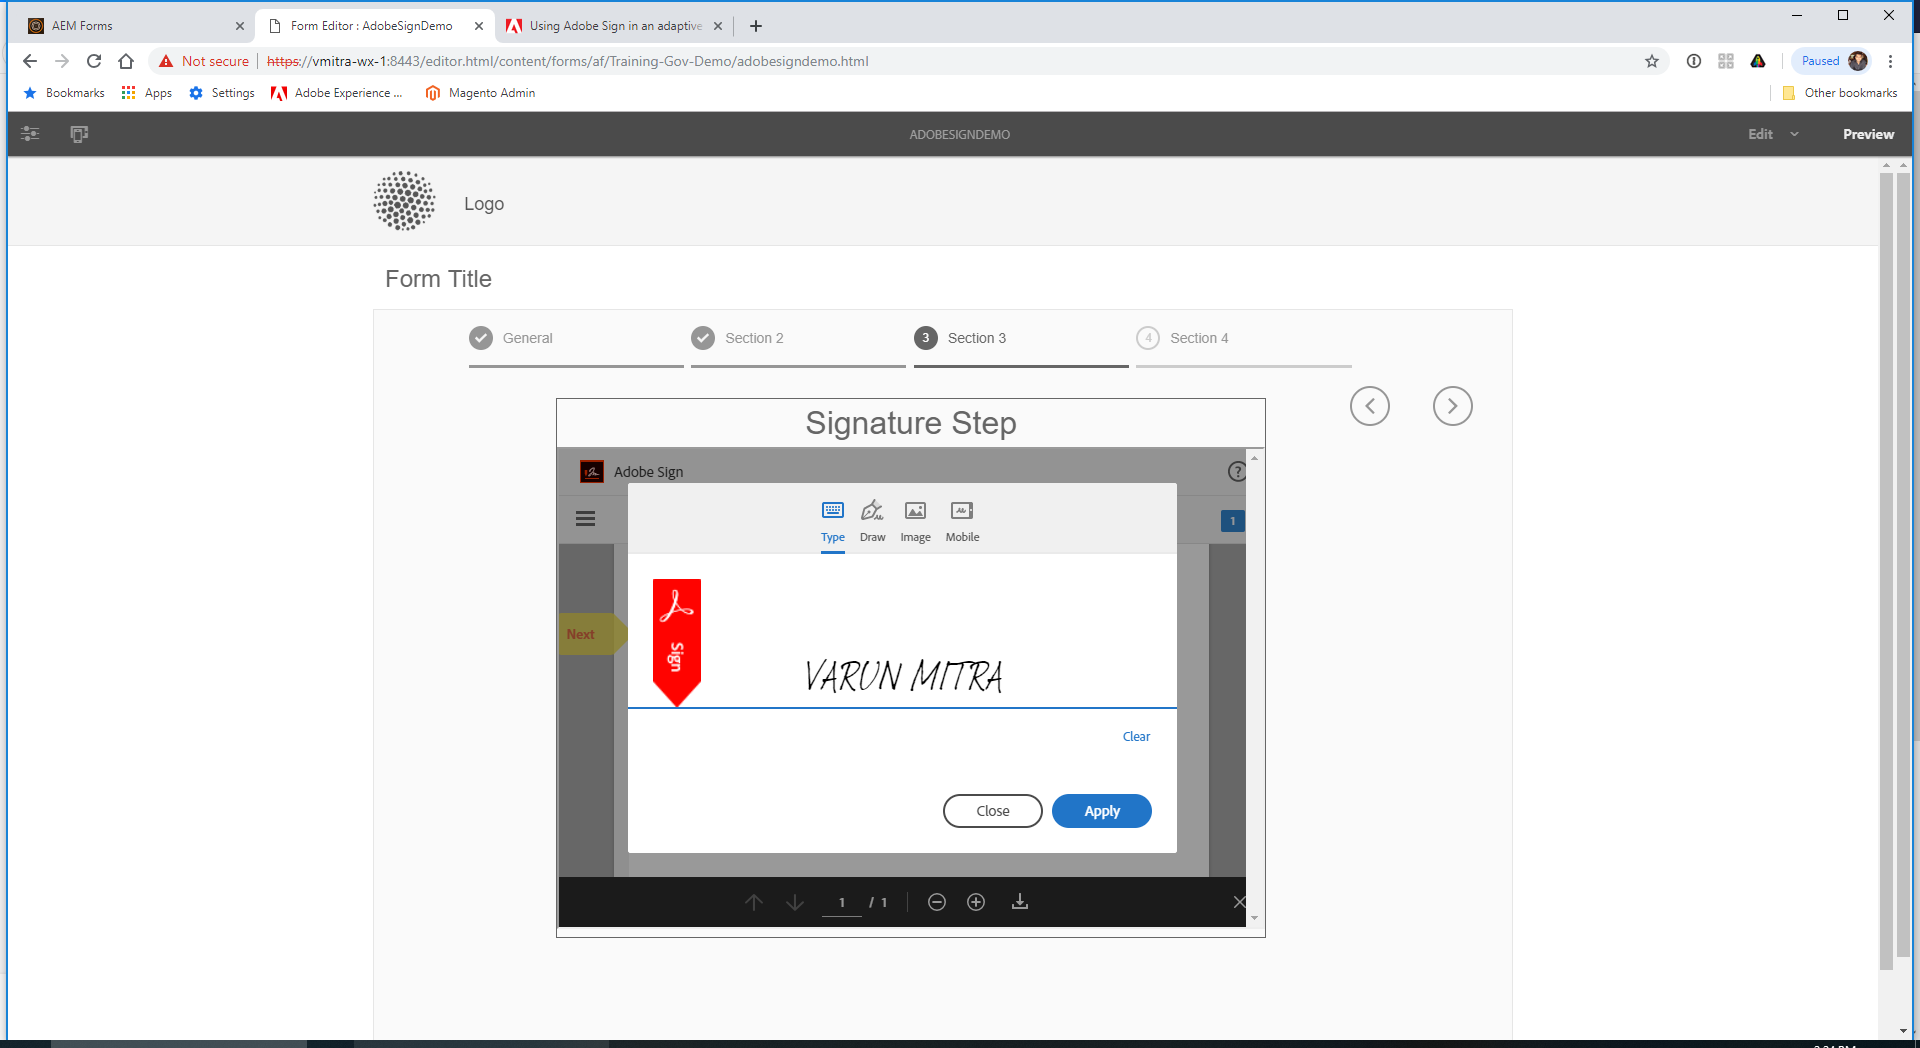 AEM Forms
Form Editor : AdobeSignDemo
Using Adobe Sign in an adaptive
Not secure
https://vmitra-wx-1:8443/editor.html/content/forms/af/Training-Gov-Demo/adobesigndemo.html
Paused
Bookmarks
Apps
Settings
Adobe Experience ...
Magento Admin
Other bookmarks
ADOBESIGNDEMO
Edit
Preview
Logo
Form Title
General
Section 2
3 Section 3
4 Section 4
Signature Step
Adobe Sign
?
1
Type
Draw
Image
Mobile
Next
Sign
VARUN MITRA
Clear
Close
Apply
1 / 1